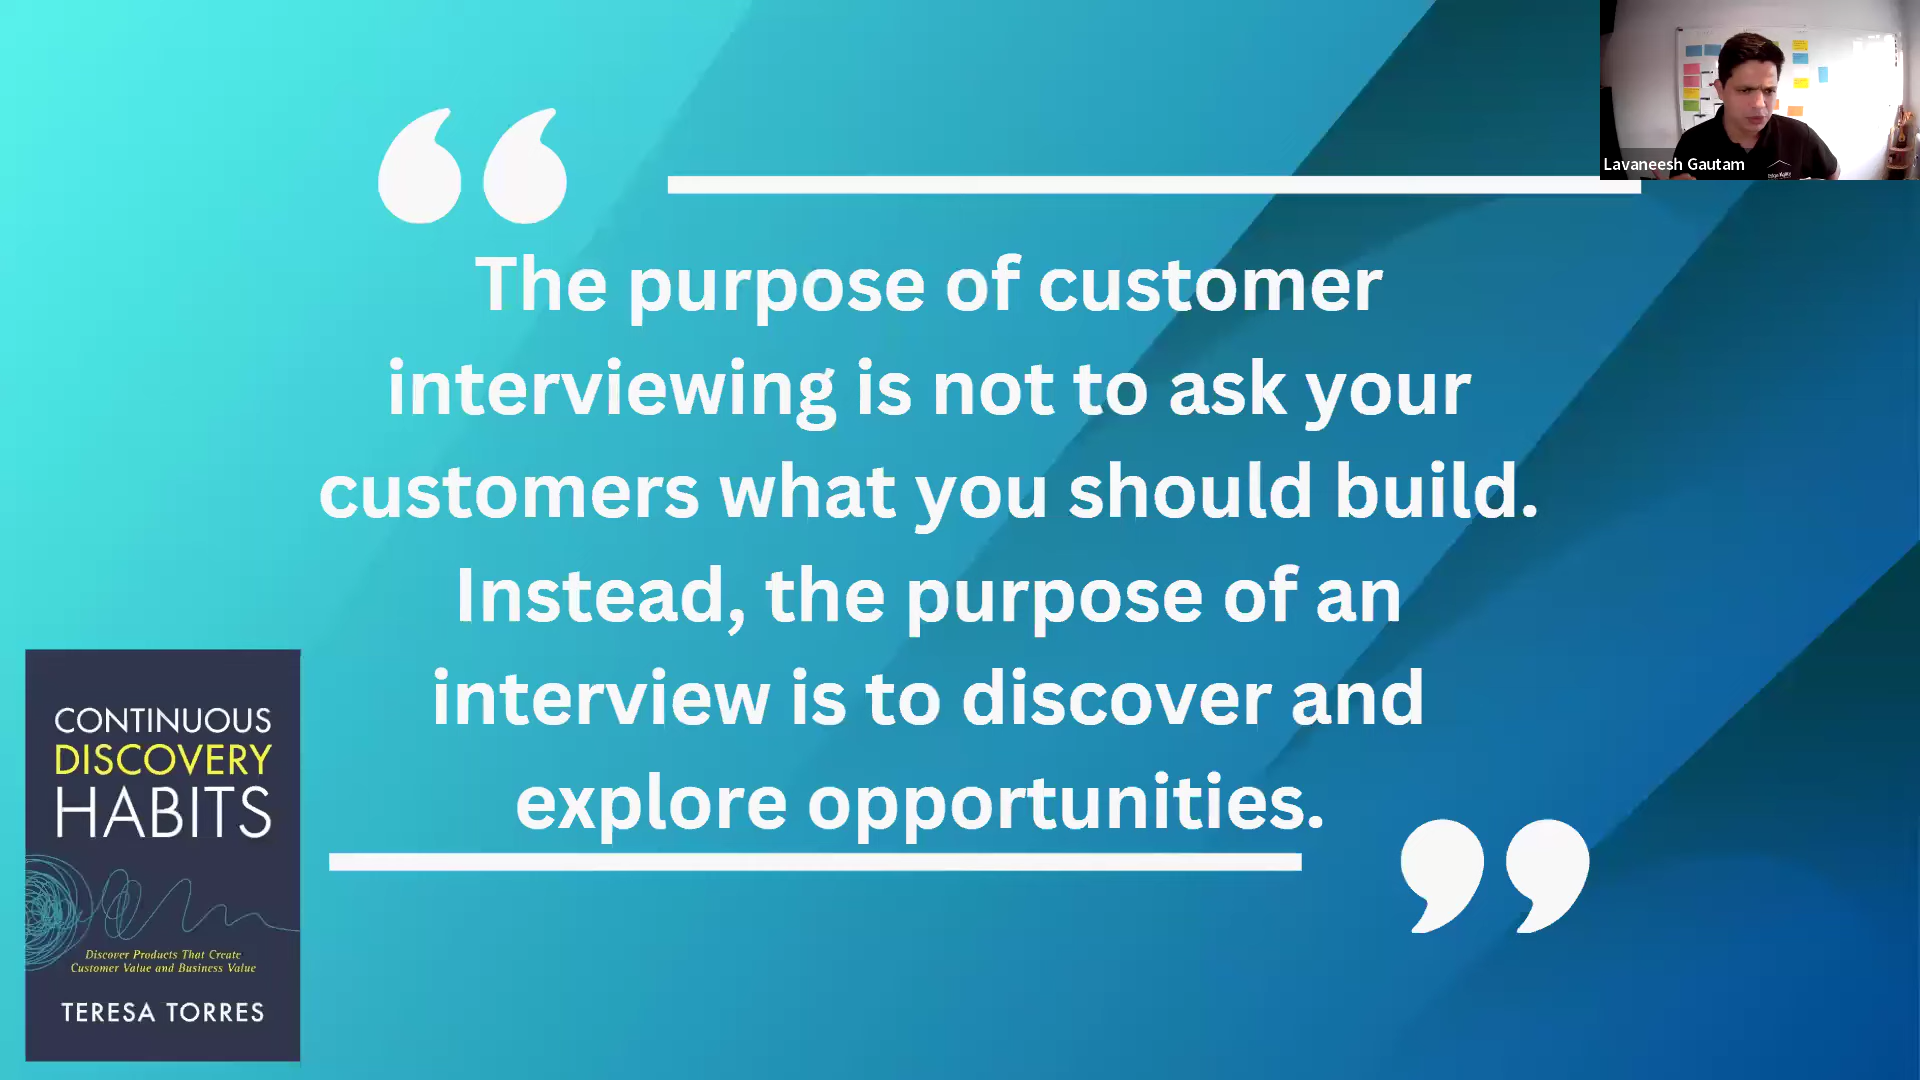 Lavaneesh Gautam
The purpose of customer
interviewing is not to ask your
customers what you should build.
Instead, the purpose of an
interview is to discover and
explore opportunities.
CONTINUOUS
DISCOVERY
HABITS
Discover Products That Create
Customer Value and Business Value
TERESA TORRES